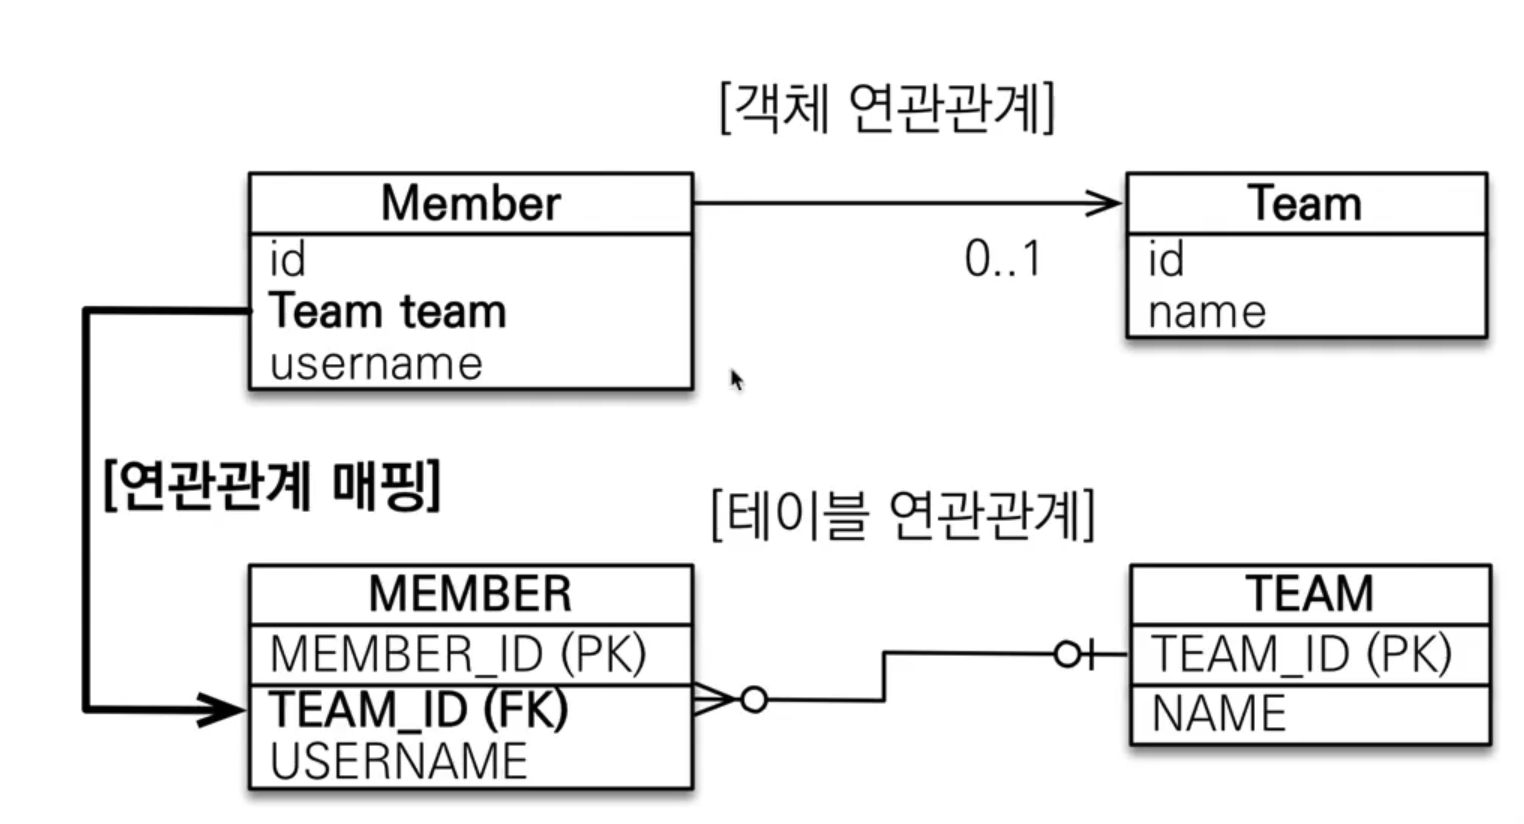 [객체 연관관계]
Member
id
Team team
username
0..1
Team
id
name
[연관관계 매핑]
[테이블 연관관계]
MEMBER
MEMBER_ID (PK)
TEAM_ID (FK)
USERNAME
TEAM
TEAM_ID (PK)
NAME